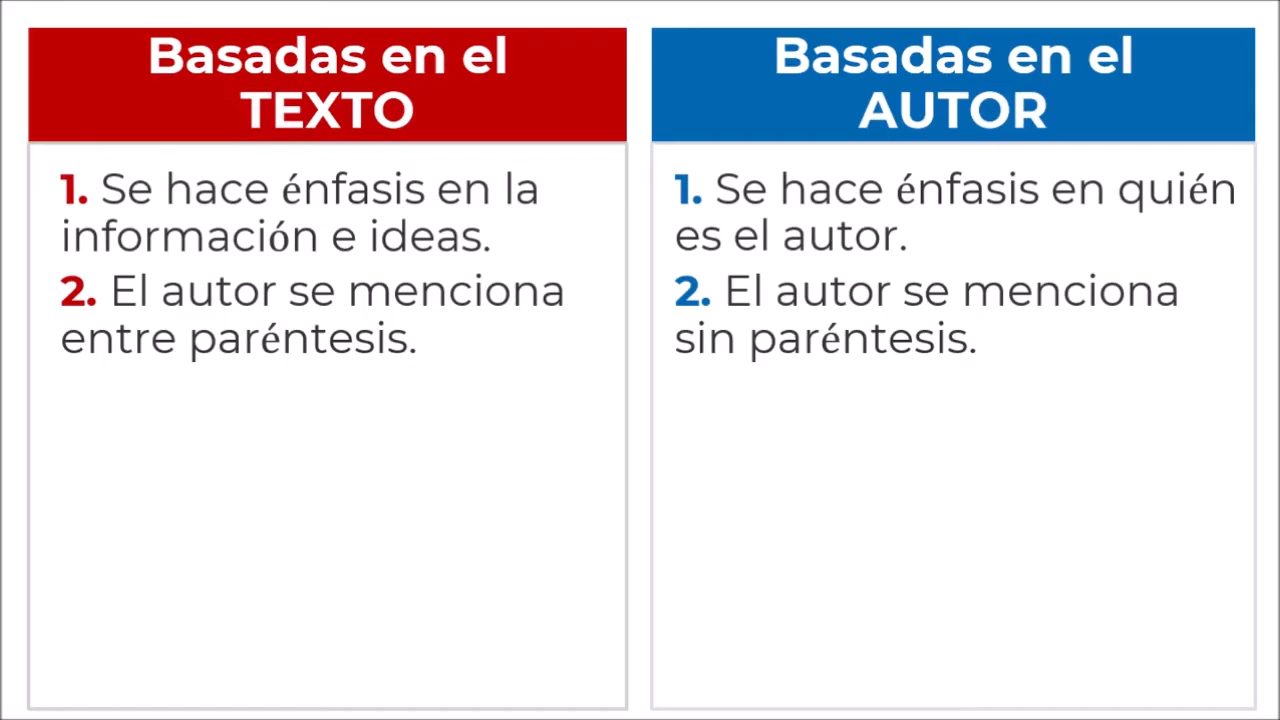 Basadas en el
TEXTO
1. Se hace énfasis en la
información e ideas.
2. El autor se menciona
entre paréntesis.
Basadas en el
AUTOR
1. Se hace énfasis en quién
es el autor.
2. El autor se menciona
sin paréntesis.